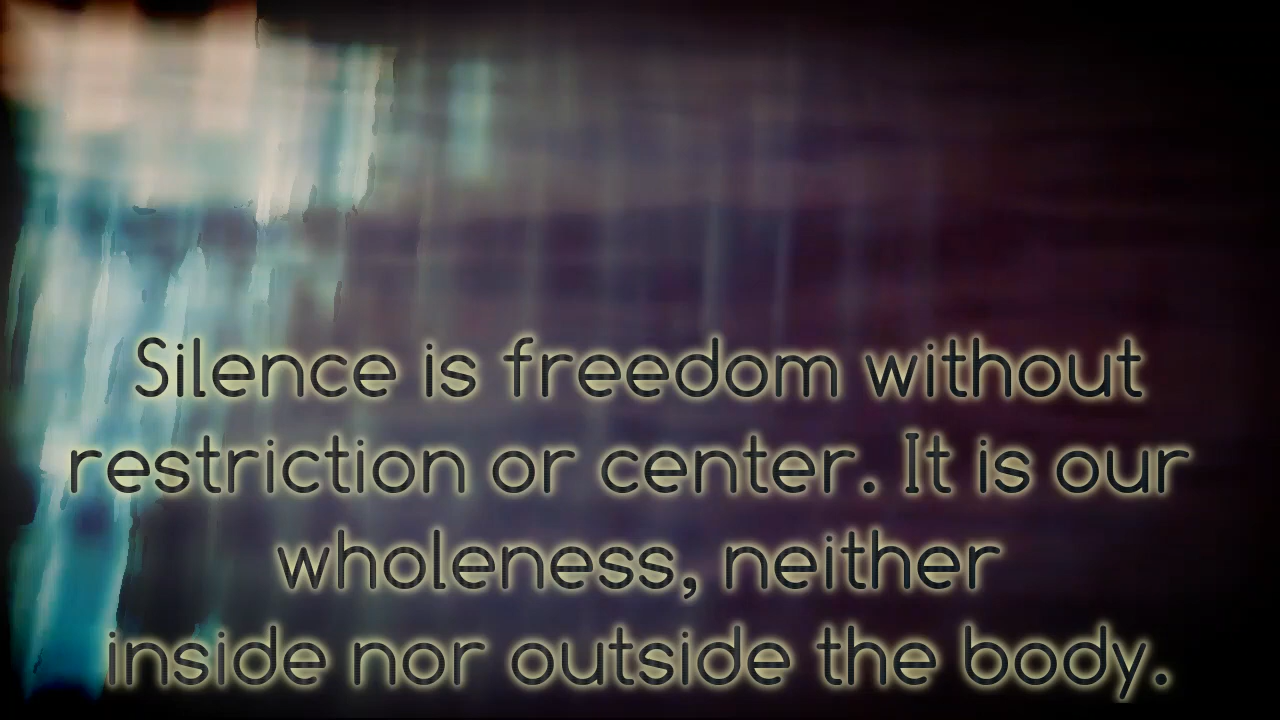 Silence is freedom without
restriction or center. It is our
wholeness, neither
inside nor outside the body.